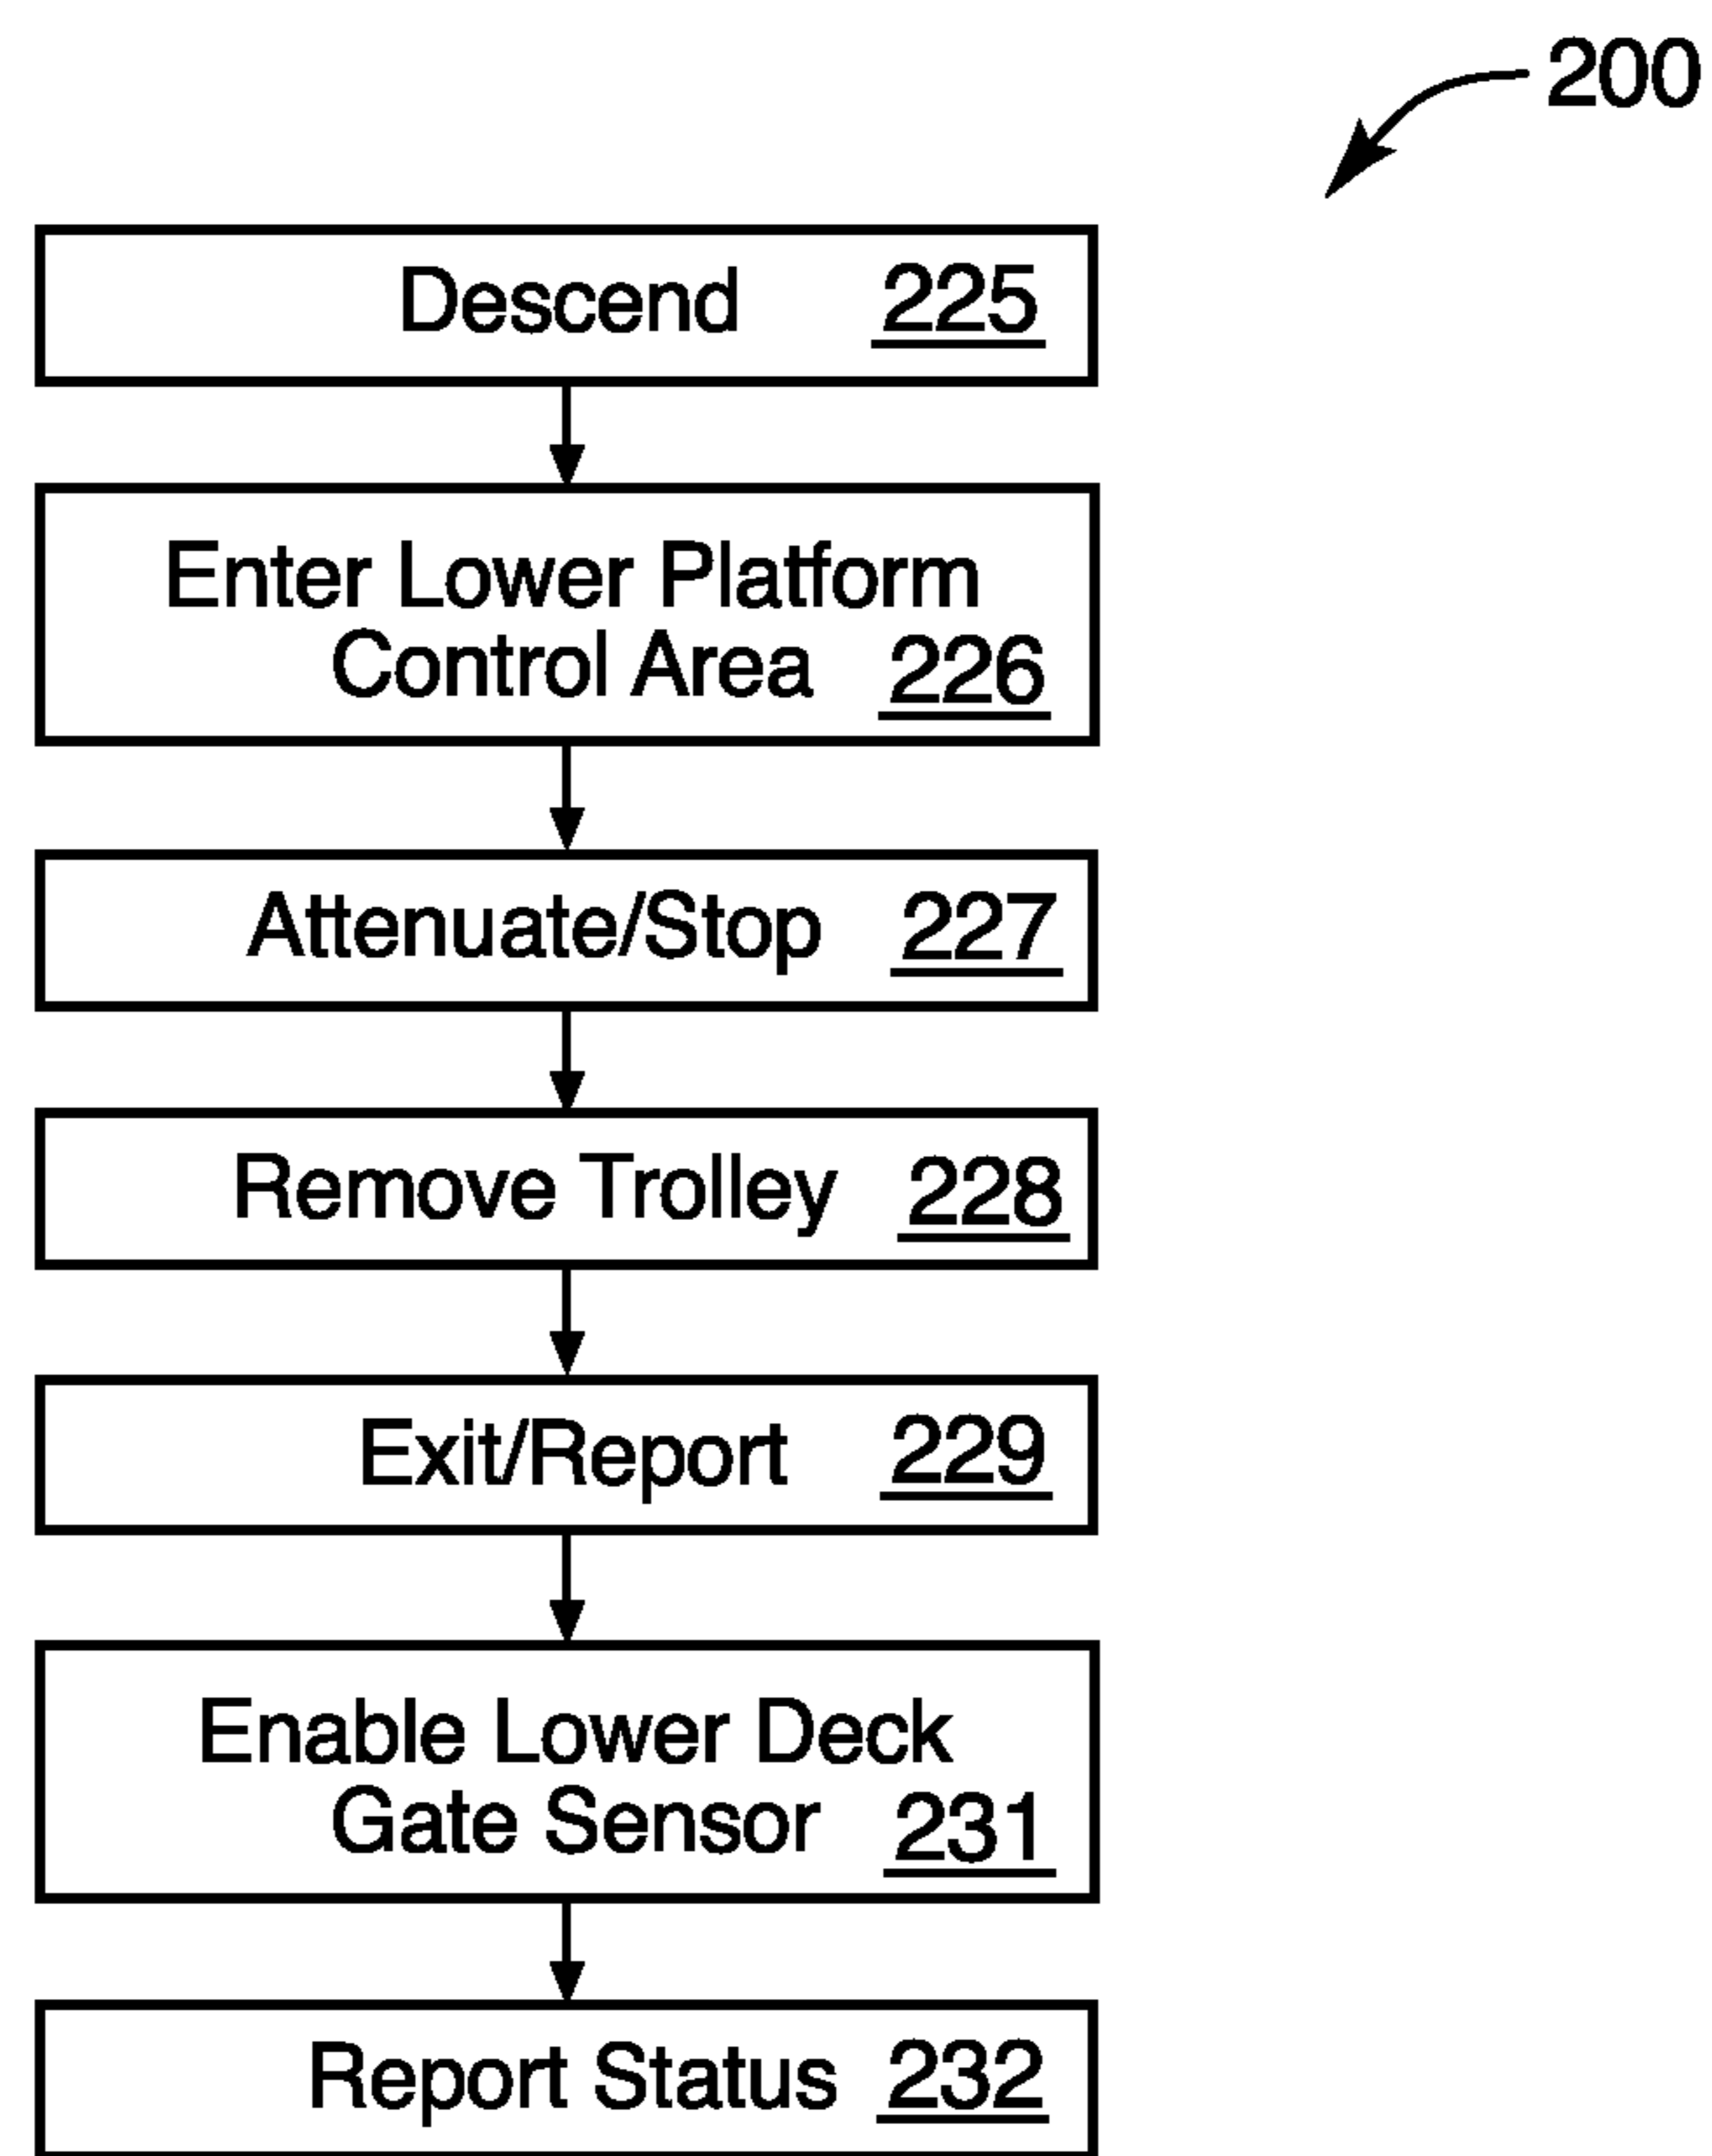 200
Descend 225
Enter Lower Platform
Control Area 226
Attenuate/Stop 227
Remove Trolley 228
Exit/Report 229
Enable Lower Deck
Gate Sensor 231
Report Status 232